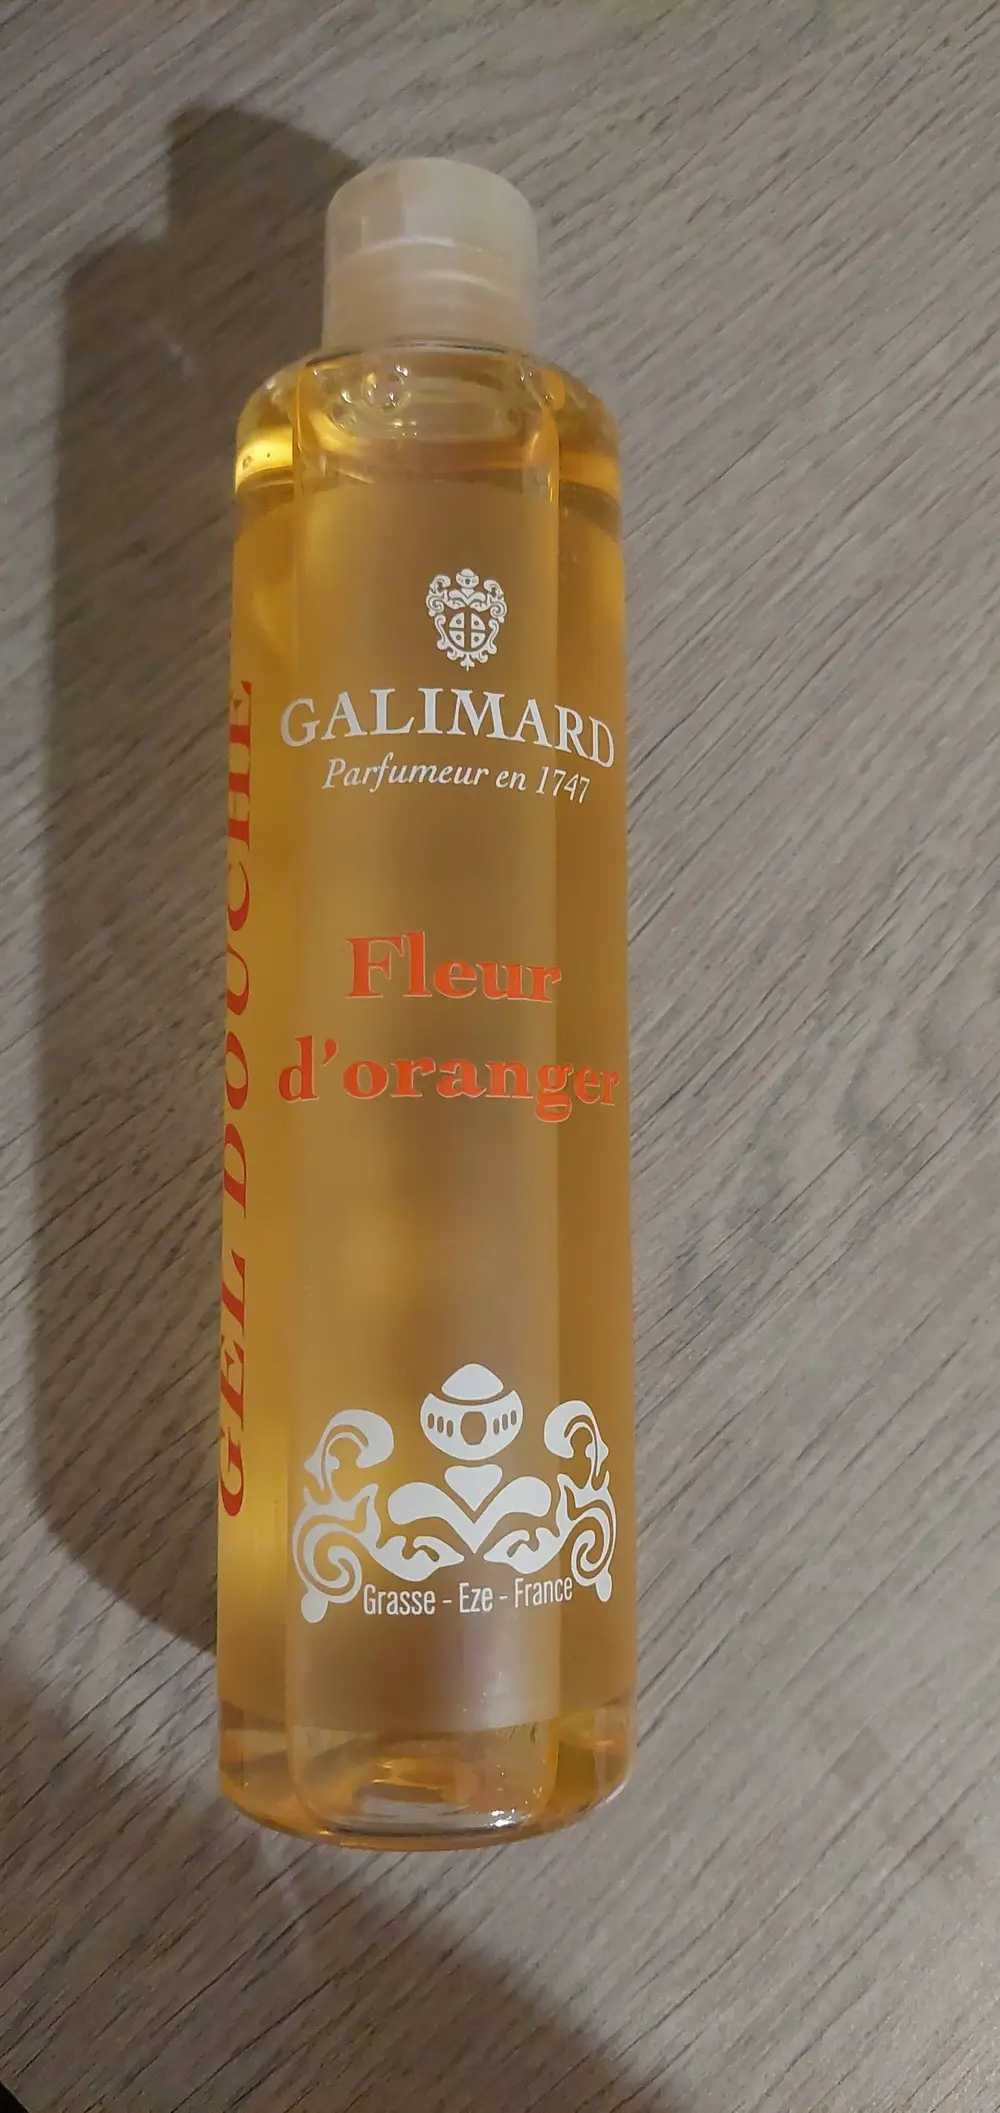 GALIMARD
Parfumeur en 1747
Fleur
d'oranger
GEL DOUCHE
Grasse - Eze - France